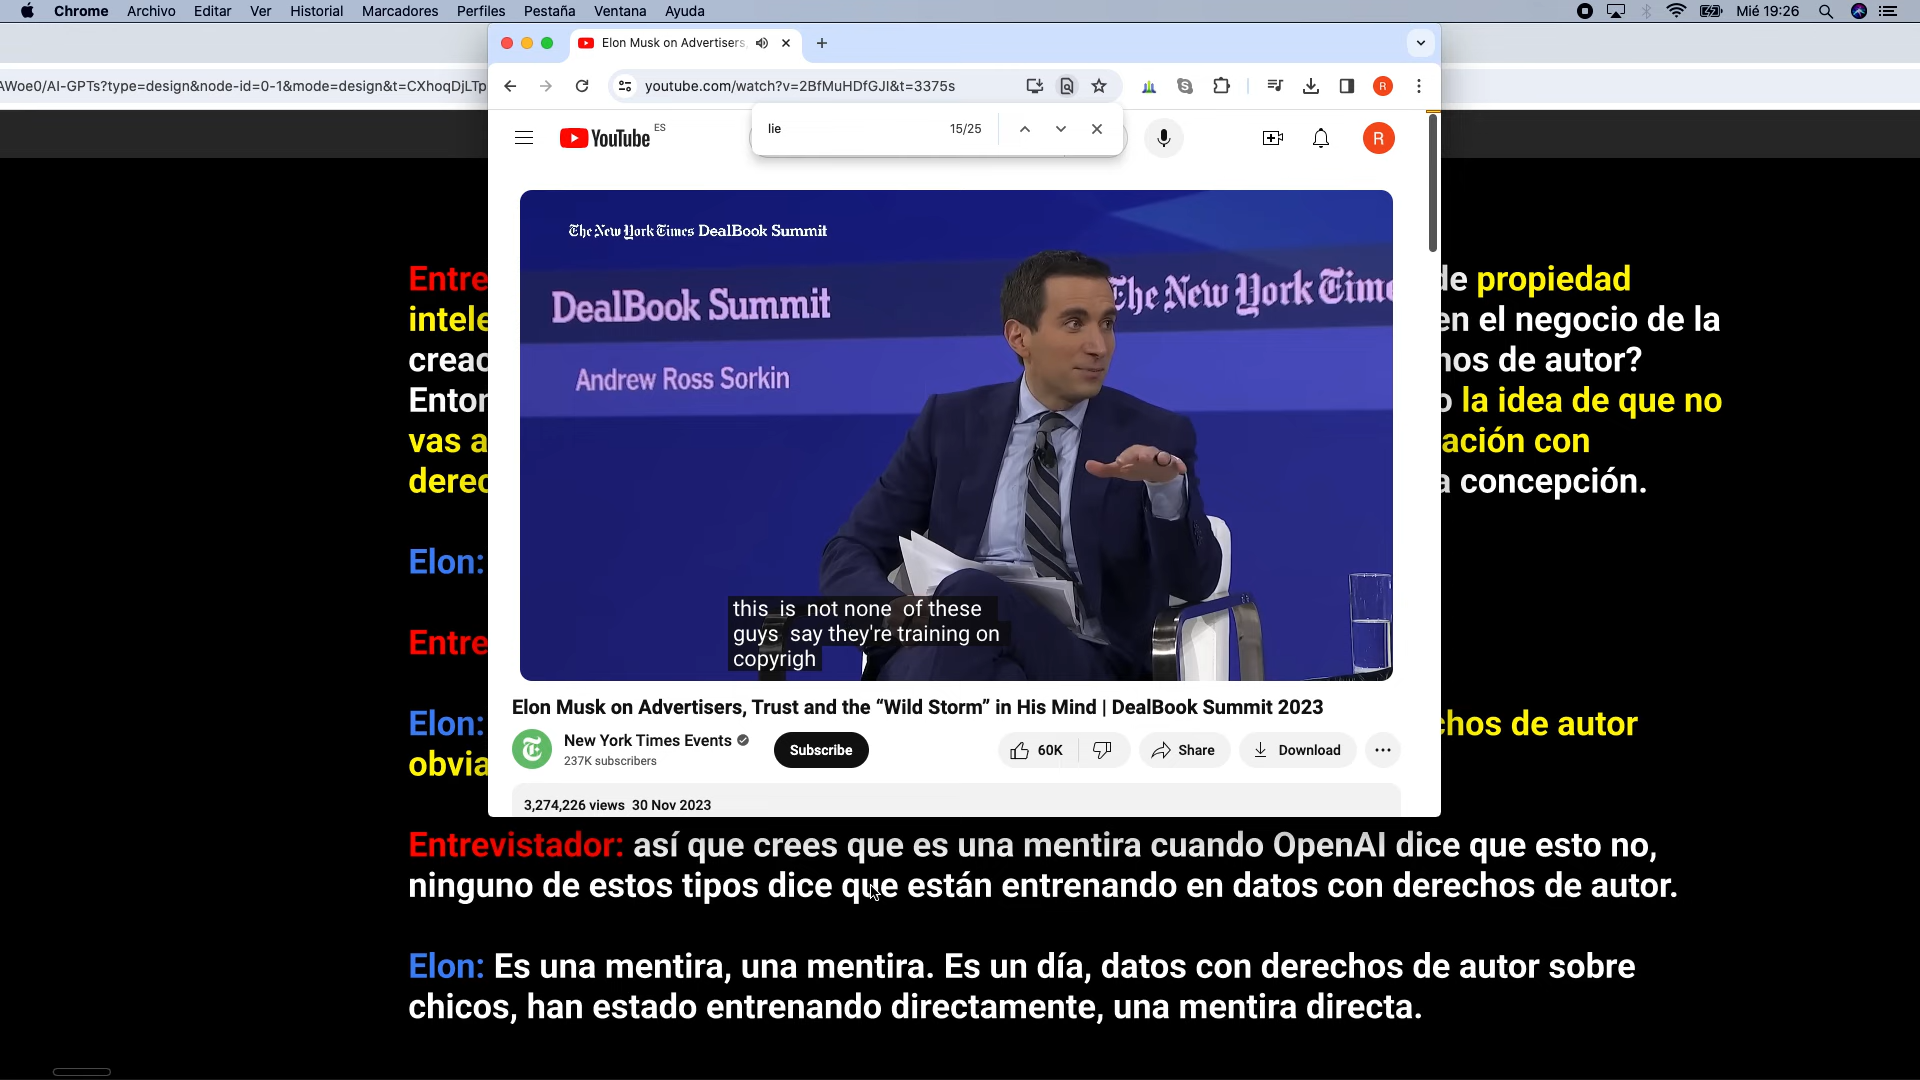 Chrome Archivo Editar Ver Historial Marcadores Perfiles Pestaña Ventana Ayuda
Mié 19:26
Elon Musk on Advertisers,
AWoe0/AI-GPTs?type=design&node-id=0-1&mode=design&t=CXhoqDjLTp
youtube.com/watch?v=2BfMuHDfGJI&t=3375s
R
lie 15/25
YouTube ES
R
The New York Times DealBook Summit
DealBook Summit
The New York Time
Andrew Ross Sorkin
this is not none of these
guys say they're training on
copyrigh
Elon Musk on Advertisers, Trust and the “Wild Storm” in His Mind | DealBook Summit 2023
New York Times Events
237K subscribers
Subscribe
60K
Share
Download
3,274,226 views 30 Nov 2023
Entre
de propiedad
intele
en el negocio de la
creac
hos de autor?
Entor
o la idea de que no
vas a
ación con
derec
a concepción.
Elon:
Entre
Elon:
chos de autor
obvia
Entrevistador: así que crees que es una mentira cuando OpenAI dice que esto no,
ninguno de estos tipos dice que están entrenando en datos con derechos de autor.
Elon: Es una mentira, una mentira. Es un día, datos con derechos de autor sobre
chicos, han estado entrenando directamente, una mentira directa.